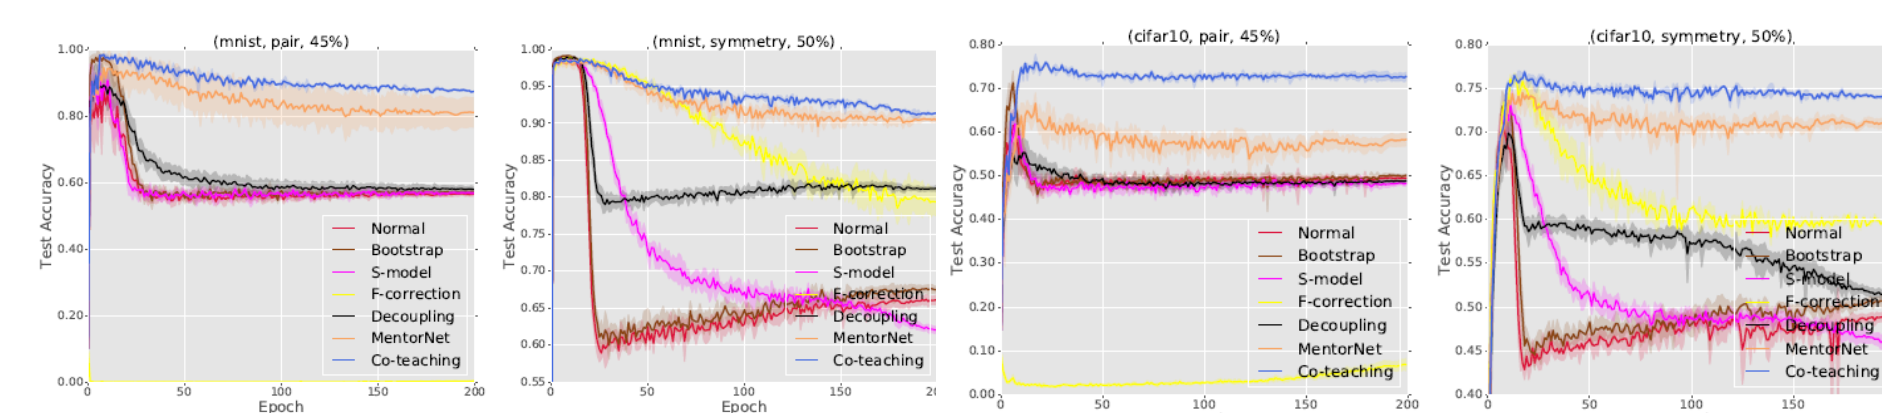 (mnist, pair, 45%)
1.00
0.80
0.60
0.40
0.20
0.00
Test Accuracy
0
50
100
150
200
Epoch
Normal
Bootstrap
S-model
F-correction
Decoupling
MentorNet
Co-teaching
(mnist, symmetry, 50%)
1.00
0.95
0.90
0.85
0.80
0.75
0.70
0.65
0.60
0.55
Test Accuracy
0
50
100
150
Epoch
Normal
Bootstrap
S-model
F-correction
Decoupling
MentorNet
Co-teaching
(cifar10, pair, 45%)
0.80
0.70
0.60
0.50
0.40
0.30
0.20
0.10
0.00
Test Accuracy
0
50
100
150
200
Normal
Bootstrap
S-model
F-correction
Decoupling
MentorNet
Co-teaching
(cifar10, symmetry, 50%)
0.80
0.75
0.70
0.65
0.60
0.55
0.50
0.45
0.40
Test Accuracy
0
50
100
150
Normal
Bootstrap
S-model
F-correction
Decoupling
MentorNet
Co-teaching